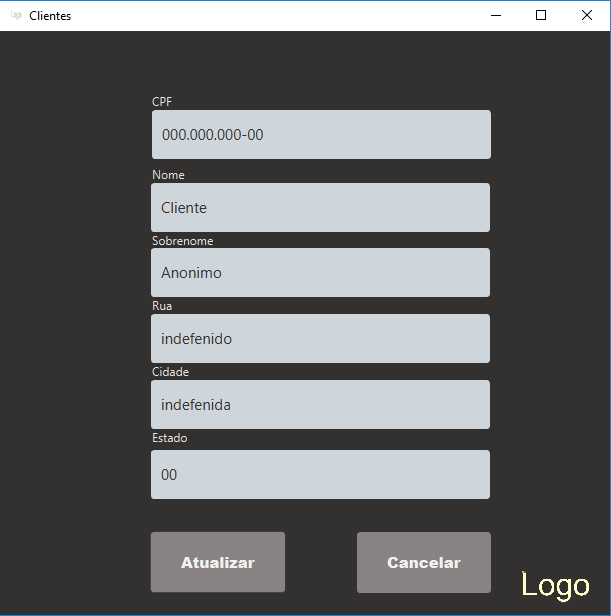 Clientes
CPF
000.000.000-00
Nome
Cliente
Sobrenome
Anonimo
Rua
indefenido
Cidade
indefenida
Estado
00
Atualizar
Cancelar
Logo